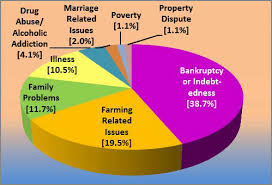 Drug
Abuse/
Alcoholic
Addiction
[4.1%]
Marriage
Related
Issues
[2.0%]
Poverty
[1.1%]
Property
Dispute
[1.1%]
Illness
[10.5%]
Family
Problems
[11.7%]
Farming
Related
Issues
[19.5%]
Bankruptcy
or Indebt-
edness
[38.7%]